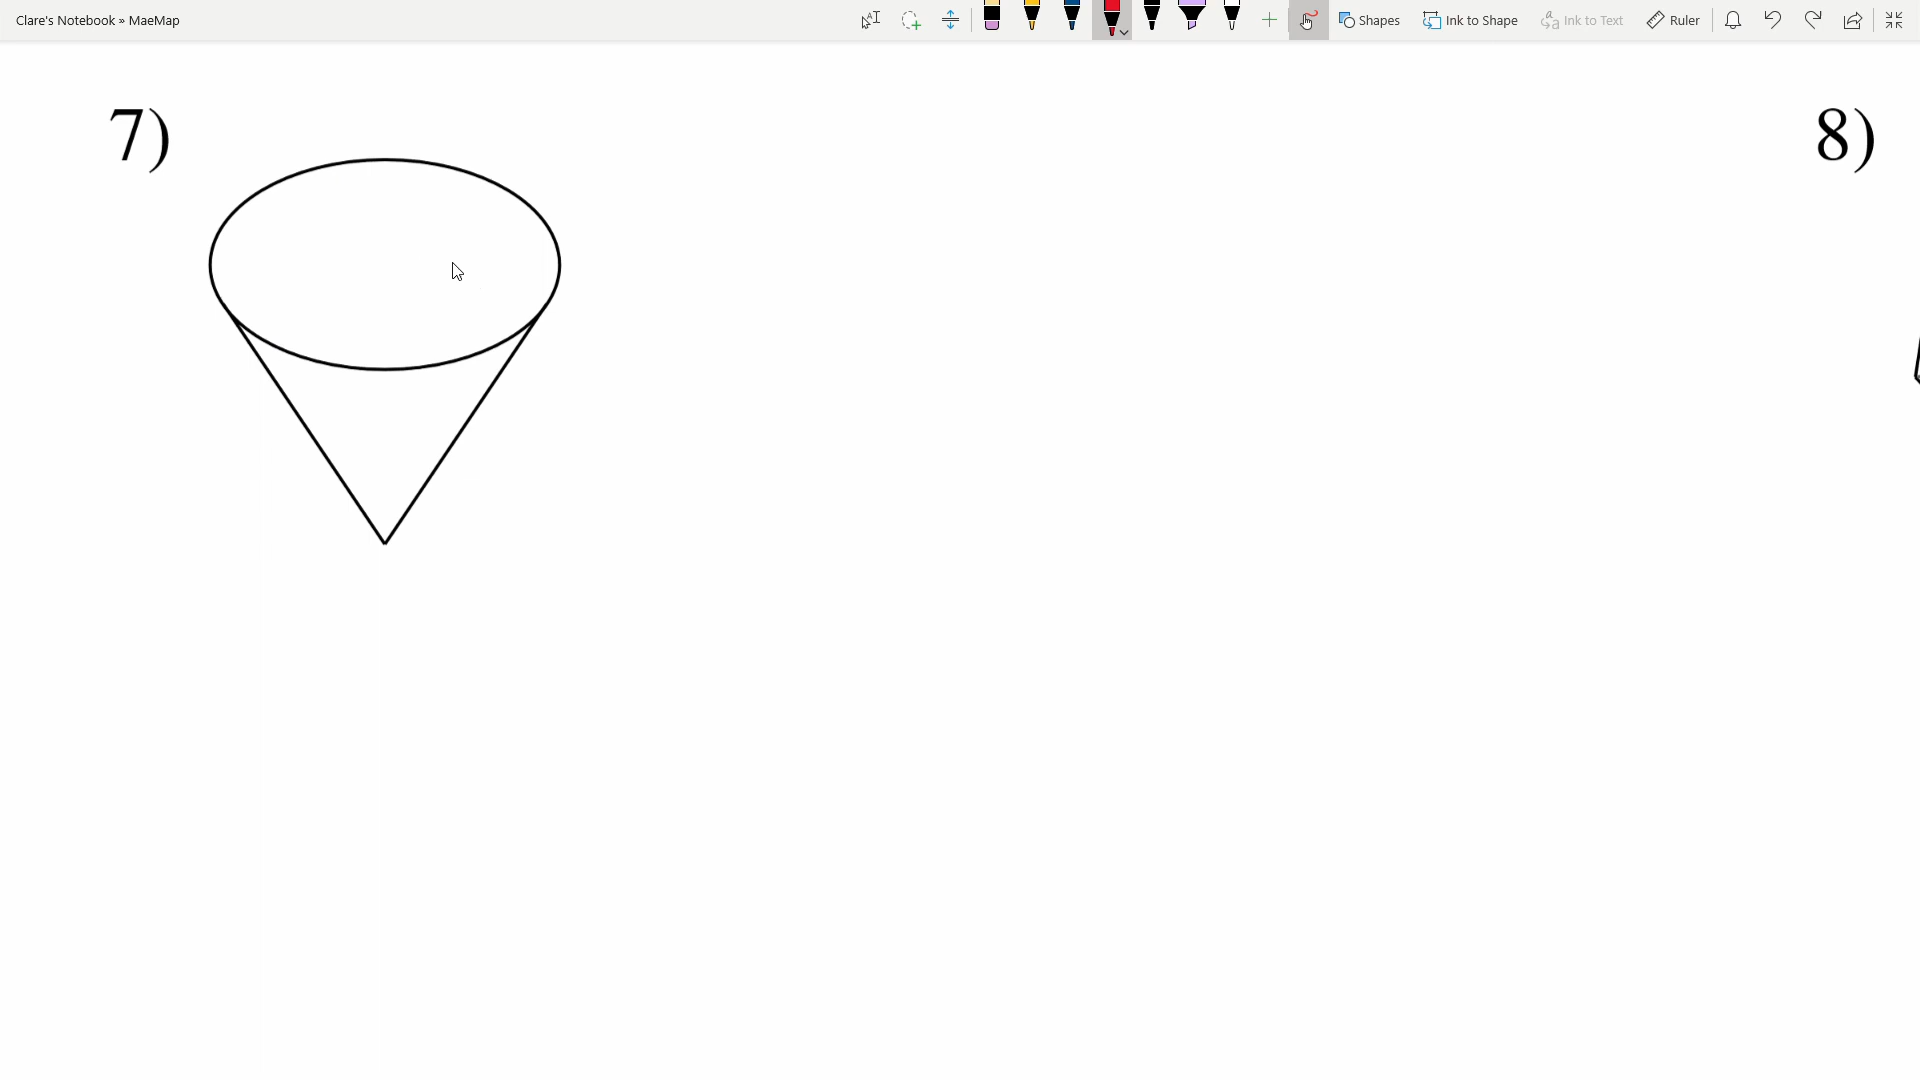 Clare's Notebook » MaeMap
Shapes
Ink to Shape
Ink to Text
Ruler
7)
8)